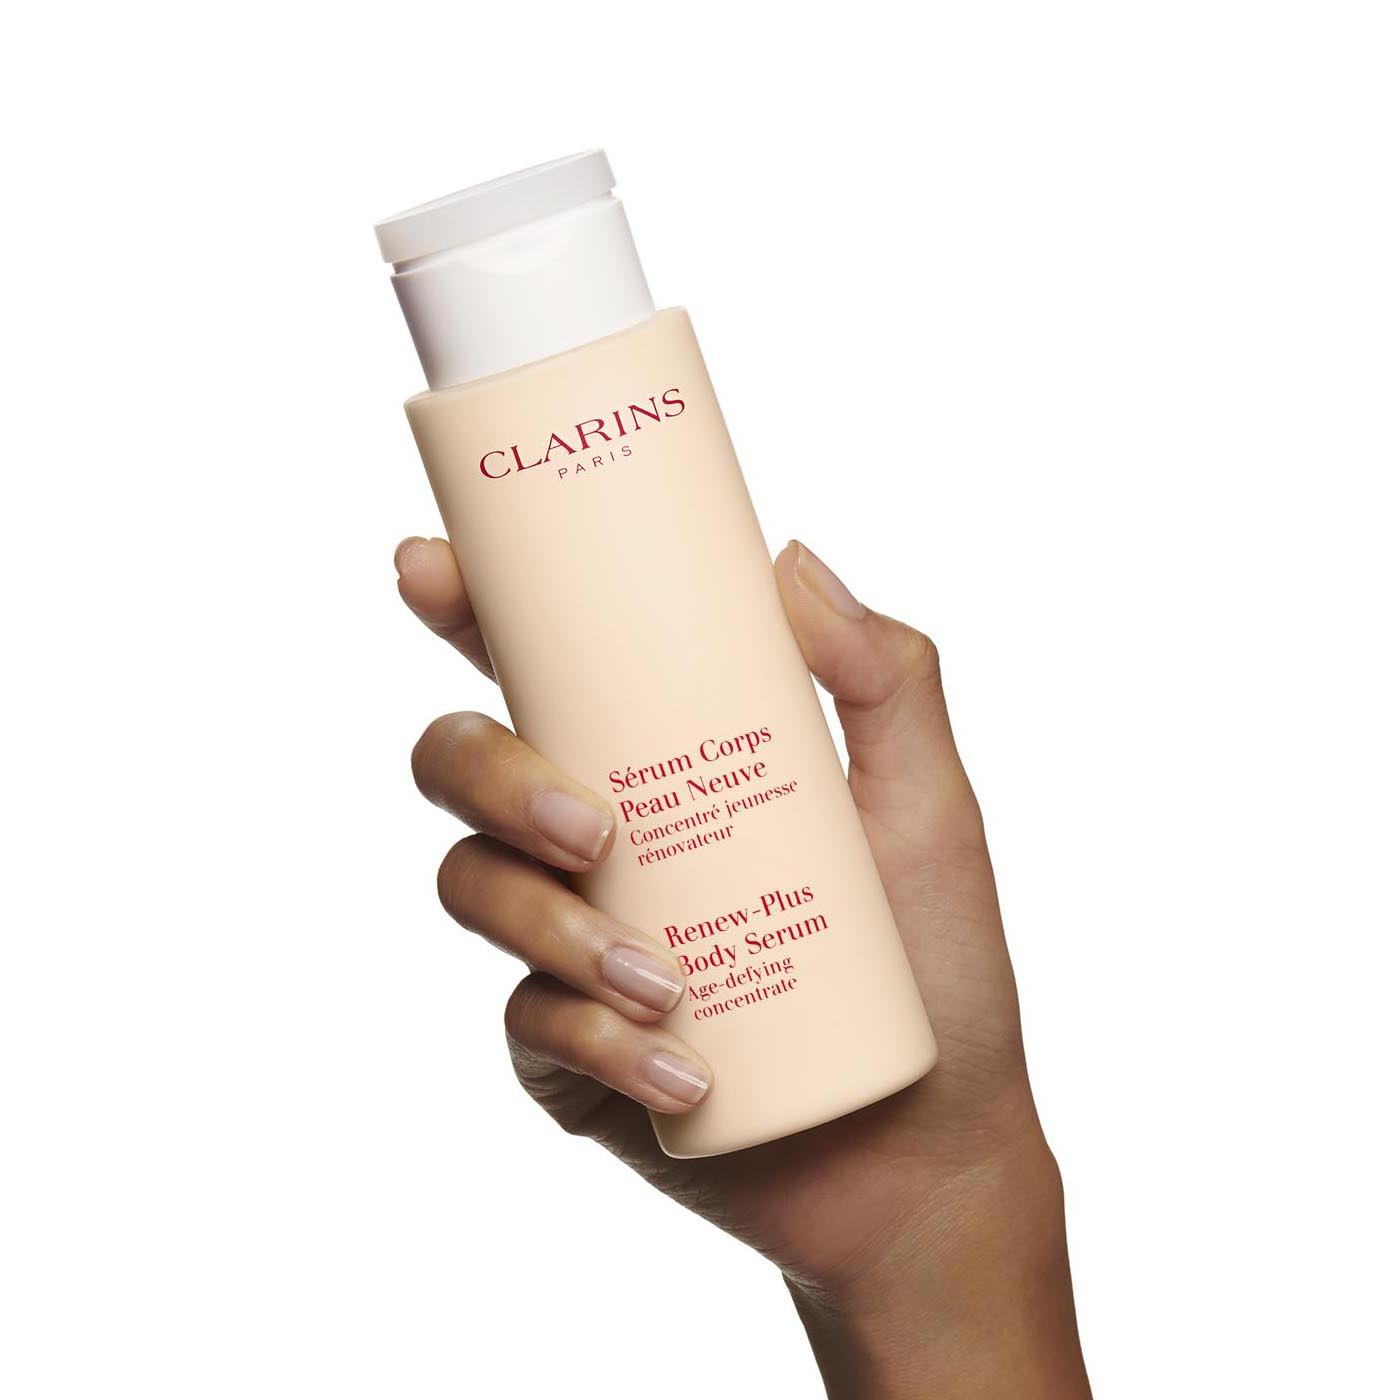 CLARINS
PARIS
Sérum Corps
Peau Neuve
Concentré jeunesse
rénovateur
Renew-Plus
Body Serum
Age-defying
concentrate